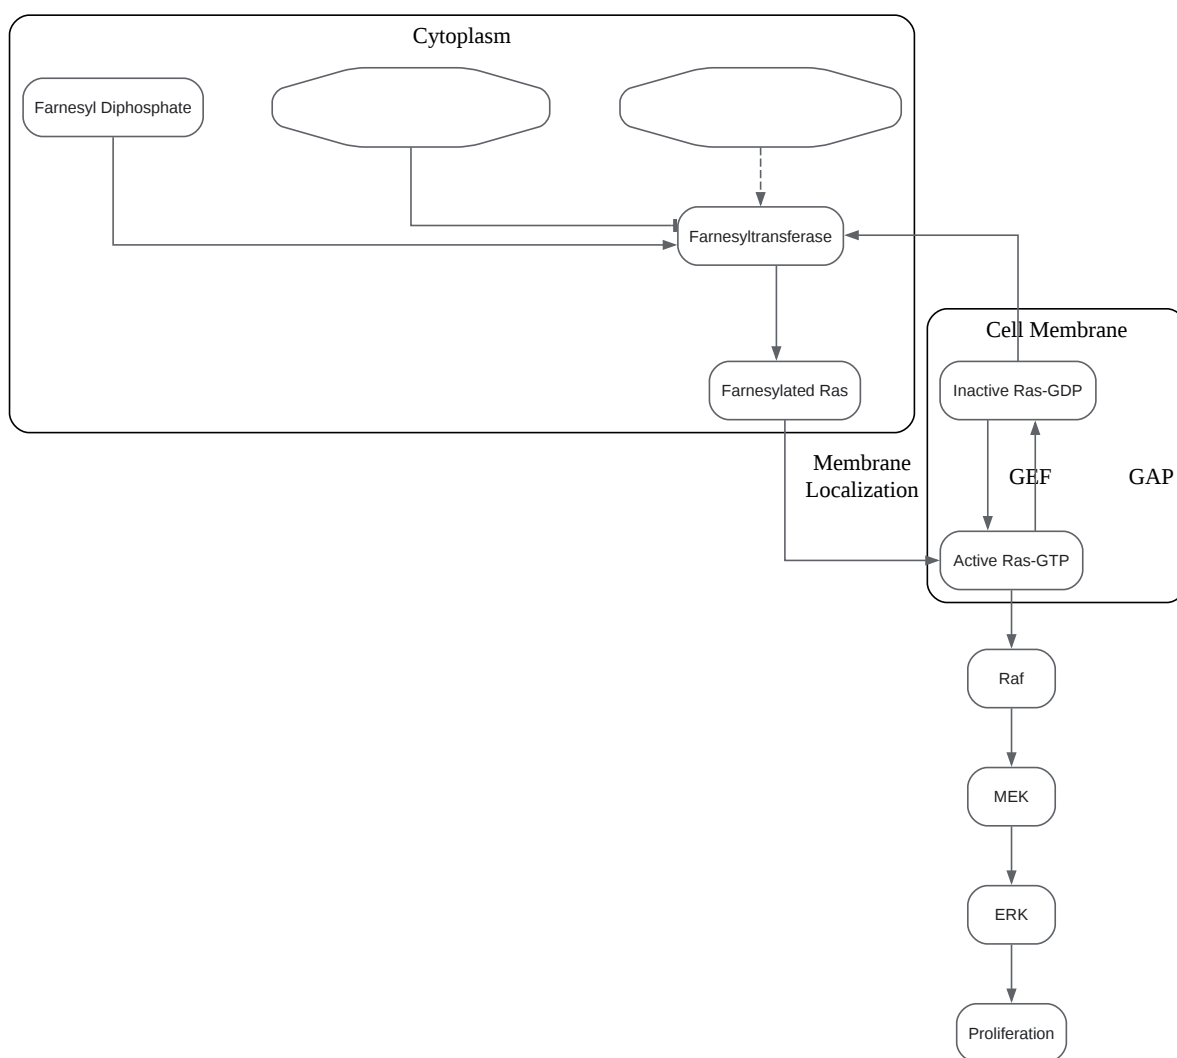 Cytoplasm
Farnesyl Diphosphate
Farnesyltransferase
Cell Membrane
Farnesylated Ras
Inactive Ras-GDP
Membrane
Localization
GEF
GAP
Active Ras-GTP
Raf
MEK
ERK
Proliferation